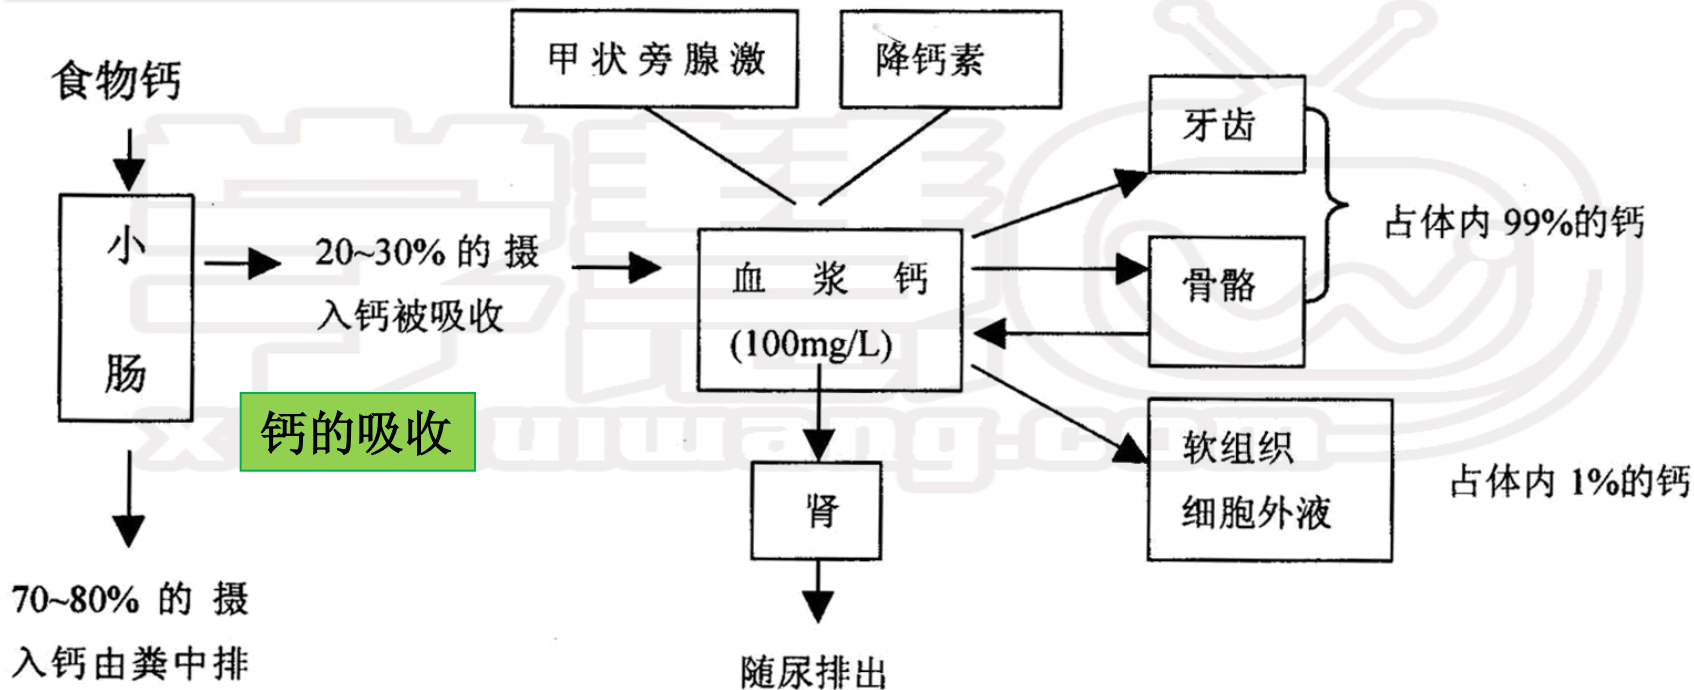 食物钙
小
肠
70~80% 的 摄
入钙由粪中排
20~30% 的 摄
入钙被吸收
钙的吸收
甲状旁腺激
降钙素
血 浆 钙
(100mg/L)
肾
随尿排出
牙齿
骨骼
占体内 99%的钙
软组织
细胞外液
占体内 1%的钙